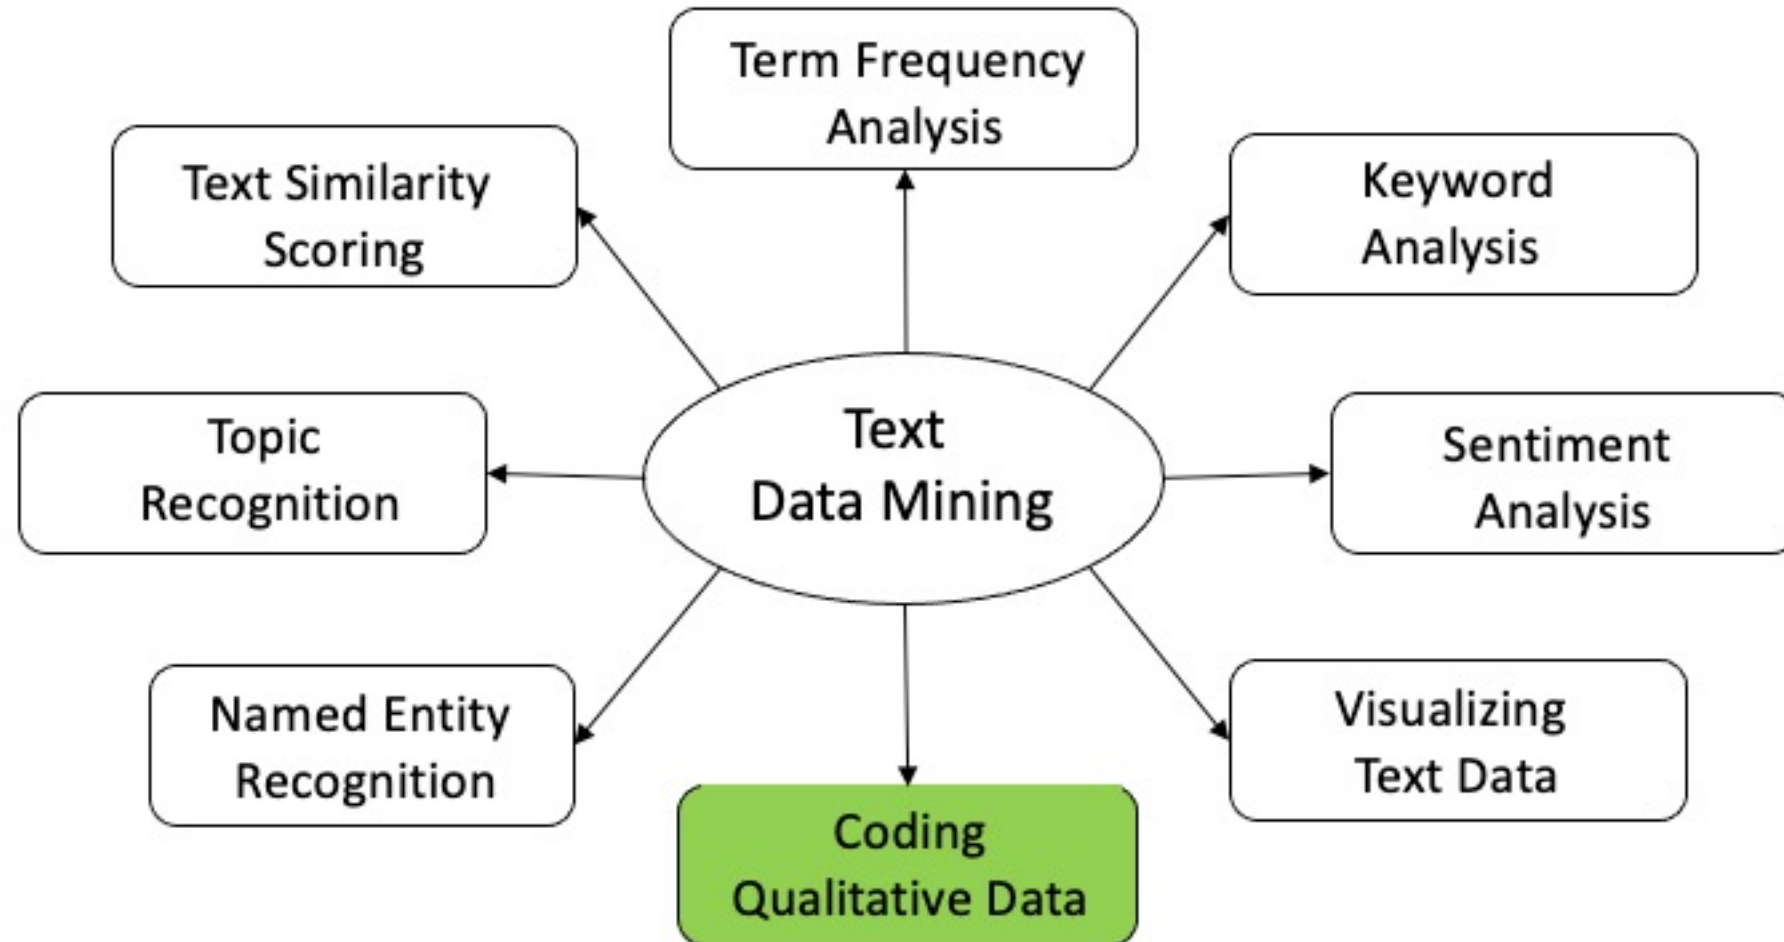 Term Frequency
Analysis
Text Similarity
Scoring
Keyword
Analysis
Topic
Recognition
Text
Data Mining
Sentiment
Analysis
Named Entity
Recognition
Visualizing
Text Data
Coding
Qualitative Data